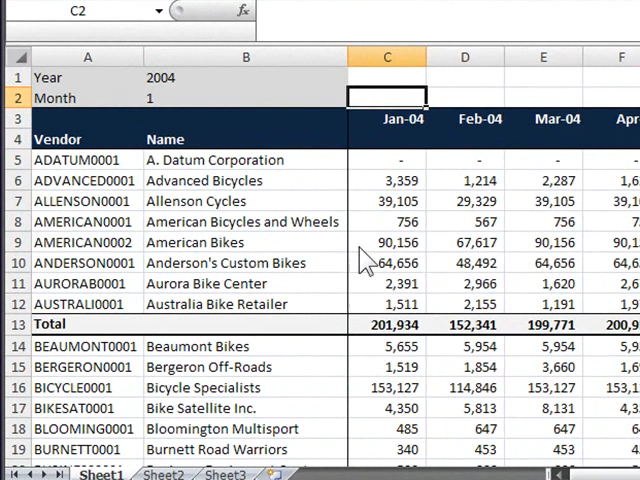 C2 fx
A B C D E F
1 Year 2004
2 Month 1
3 Jan-04 Feb-04 Mar-04 Apr-
4 Vendor Name
5 ADATUM0001 A. Datum Corporation - - -
6 ADVANCED0001 Advanced Bicycles 3,359 1,214 2,287 1,6
7 ALLENSON0001 Allenson Cycles 39,105 29,329 39,105 39,1
8 AMERICAN0001 American Bicycles and Wheels 756 567 756 7
9 AMERICAN0002 American Bikes 90,156 67,617 90,156 90,1
10 ANDERSON0001 Anderson's Custom Bikes 64,656 48,492 64,656 64,6
11 AURORAB0001 Aurora Bike Center 2,391 2,966 1,620 2,6
12 AUSTRALI0001 Australia Bike Retailer 1,511 2,155 1,191 1,9
13 Total 201,934 152,341 199,771 200,9
14 BEAUMONT0001 Beaumont Bikes 5,655 5,954 5,954 5,9
15 BERGERON0001 Bergeron Off-Roads 1,519 1,854 3,660 1,6
16 BICYCLE0001 Bicycle Specialists 153,127 114,846 153,127 153,1
17 BIKESAT0001 Bike Satellite Inc. 4,350 5,813 8,131 4,3
18 BLOOMING0001 Bloomington Multisport 485 647 647 6
19 BURNETT0001 Burnett Road Warriors 340 453 453 4
Sheet1 Sheet2 Sheet3